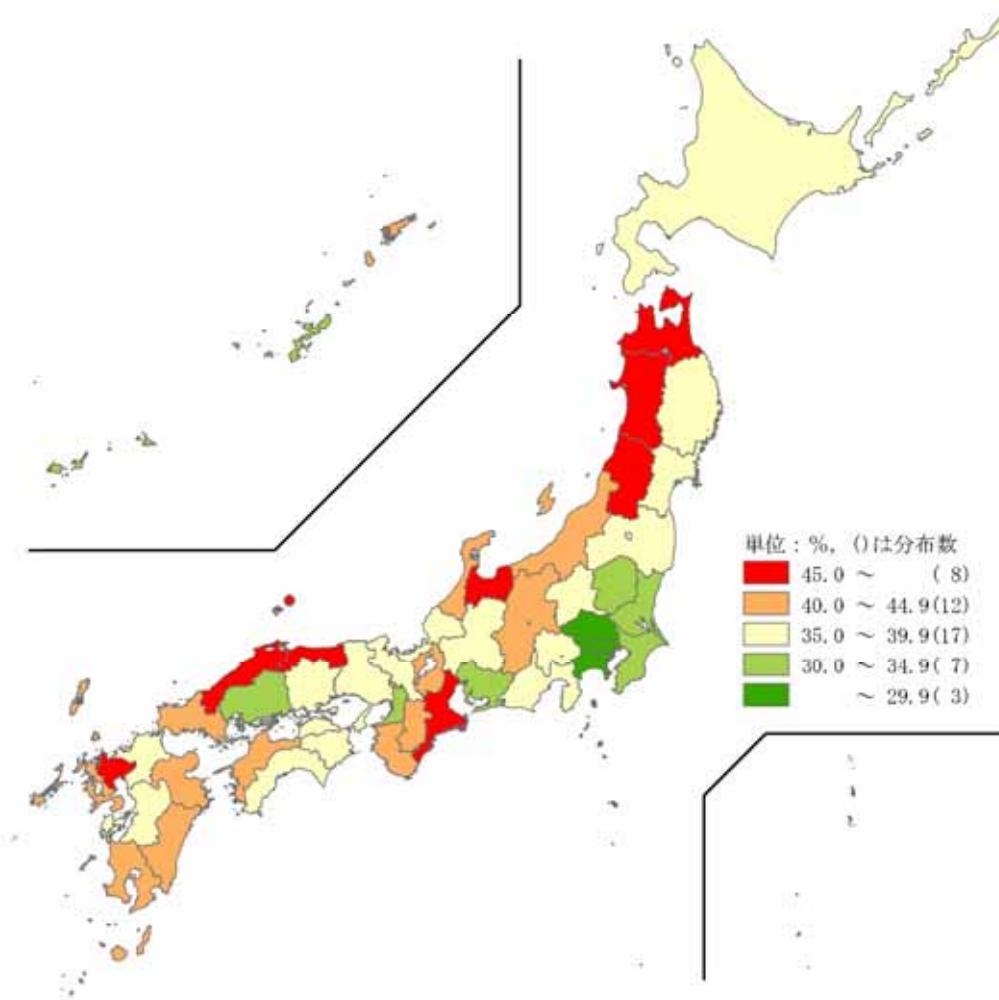 単位：％, ()は分布数
45.0 ～ ( 8)
40.0 ～ 44.9(12)
35.0 ～ 39.9(17)
30.0 ～ 34.9( 7)
～ 29.9( 3)